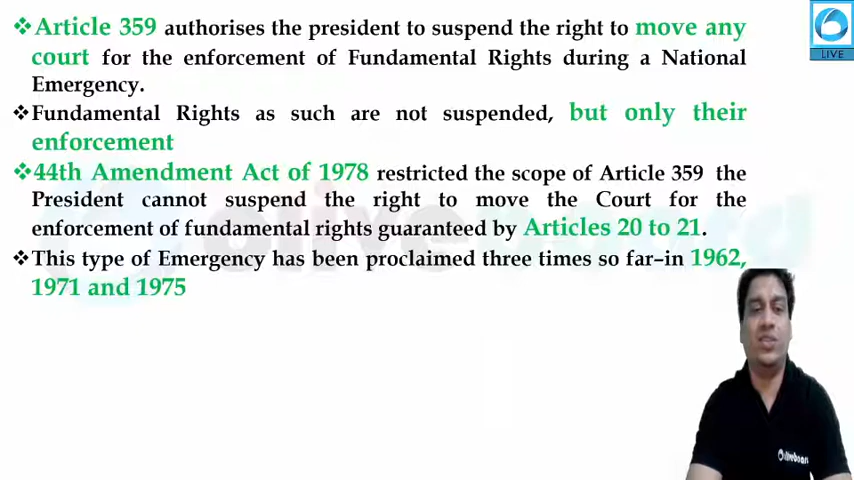 ❖Article 359 authorises the president to suspend the right to move any
court for the enforcement of Fundamental Rights during a National
Emergency.
❖Fundamental Rights as such are not suspended, but only their
enforcement
❖44th Amendment Act of 1978 restricted the scope of Article 359 the
President cannot suspend the right to move the Court for the
enforcement of fundamental rights guaranteed by Articles 20 to 21.
❖This type of Emergency has been proclaimed three times so far–in 1962,
1971 and 1975
LIVE
oliveboard
oliveboard